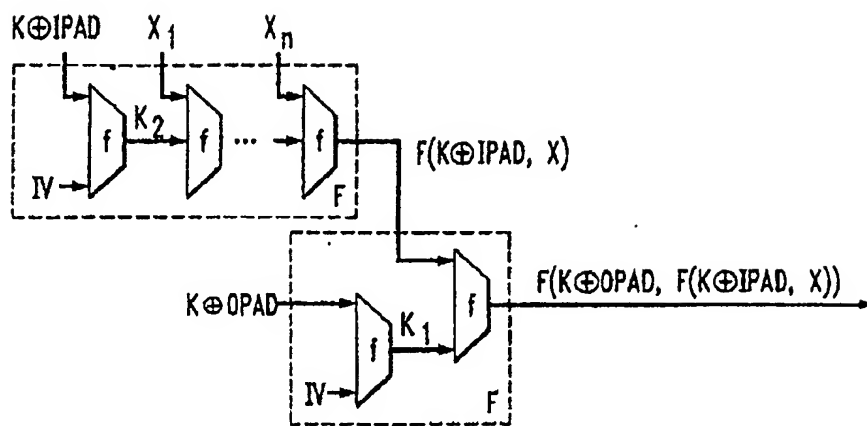 K⊕IPAD X1 Xn
f K2 f ... f
IV F
F(K⊕IPAD, X)
K⊕OPAD f K1 f
F(K⊕OPAD, F(K⊕IPAD, X))
IV F